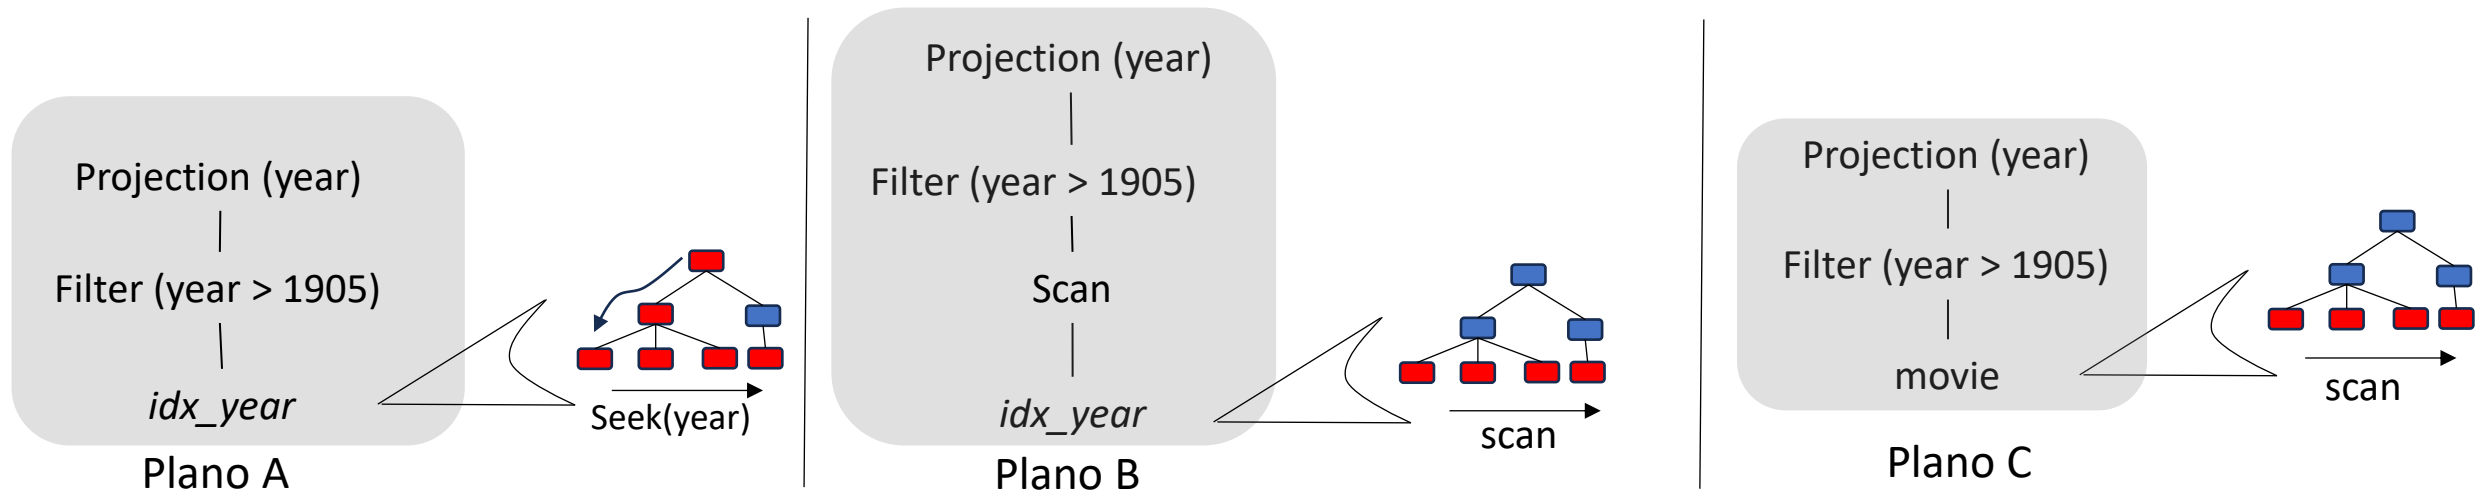 Projection (year)
Filter (year > 1905)
idx_year
Seek(year)
Plano A
Projection (year)
Filter (year > 1905)
Scan
idx_year
scan
Plano B
Projection (year)
Filter (year > 1905)
movie
scan
Plano C